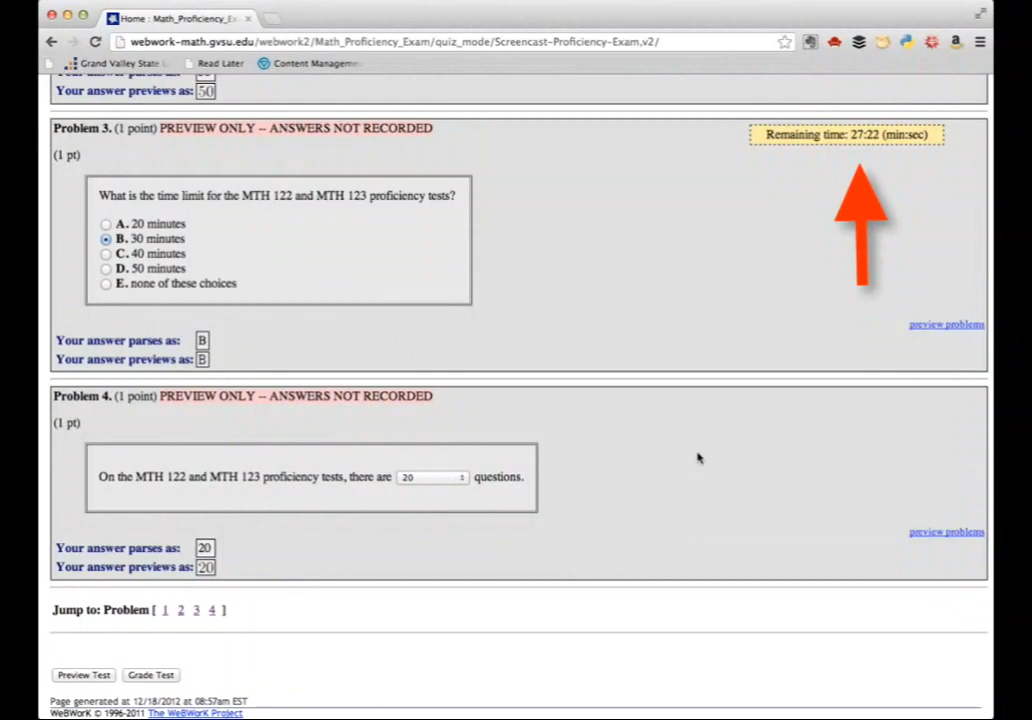 Home : Math_Proficiency_E
webwork-math.gvsu.edu/webwork2/Math_Proficiency_Exam/quiz_mode/Screencast-Proficiency-Exam,v2/
Grand Valley State Read Later Content Manageme
Your answer previews as: 50
Problem 3. (1 point) PREVIEW ONLY -- ANSWERS NOT RECORDED
Remaining time: 27:22 (min:sec)
(1 pt)
What is the time limit for the MTH 122 and MTH 123 proficiency tests?
A. 20 minutes
B. 30 minutes
C. 40 minutes
D. 50 minutes
E. none of these choices
preview problems
Your answer parses as: B
Your answer previews as: B
Problem 4. (1 point) PREVIEW ONLY -- ANSWERS NOT RECORDED
(1 pt)
On the MTH 122 and MTH 123 proficiency tests, there are 20 questions.
preview problems
Your answer parses as: 20
Your answer previews as: 20
Jump to: Problem [ 1 2 3 4 ]
Preview Test Grade Test
Page generated at 12/18/2012 at 08:57am EST
WeBWorK © 1996-2011 The WeBWorK Project